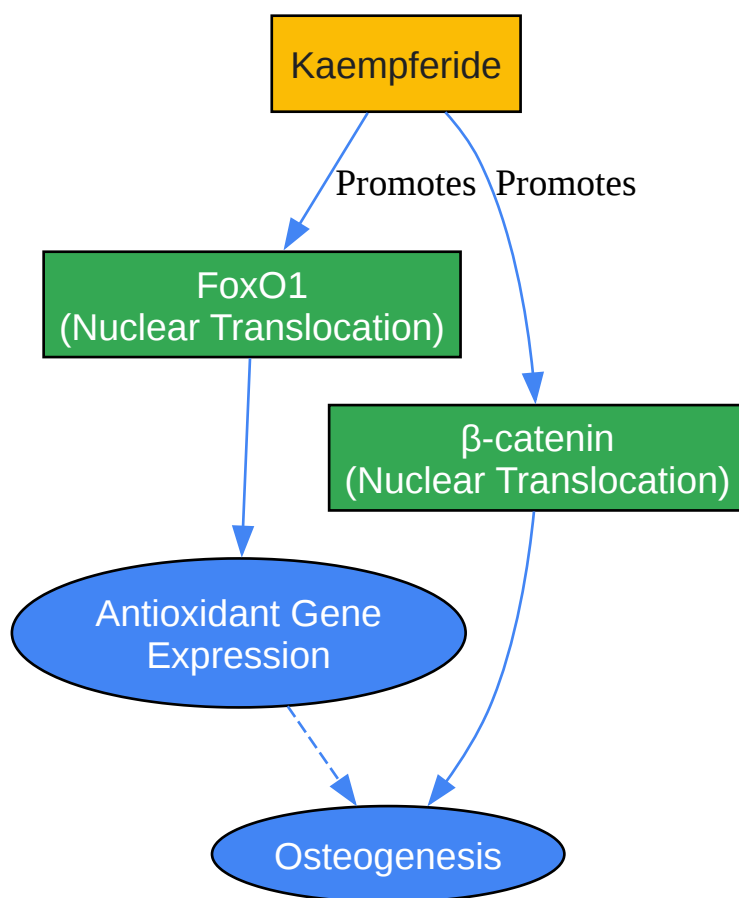 Kaempferide
Promotes
Promotes
FoxO1
(Nuclear Translocation)
β-catenin
(Nuclear Translocation)
Antioxidant Gene
Expression
Osteogenesis